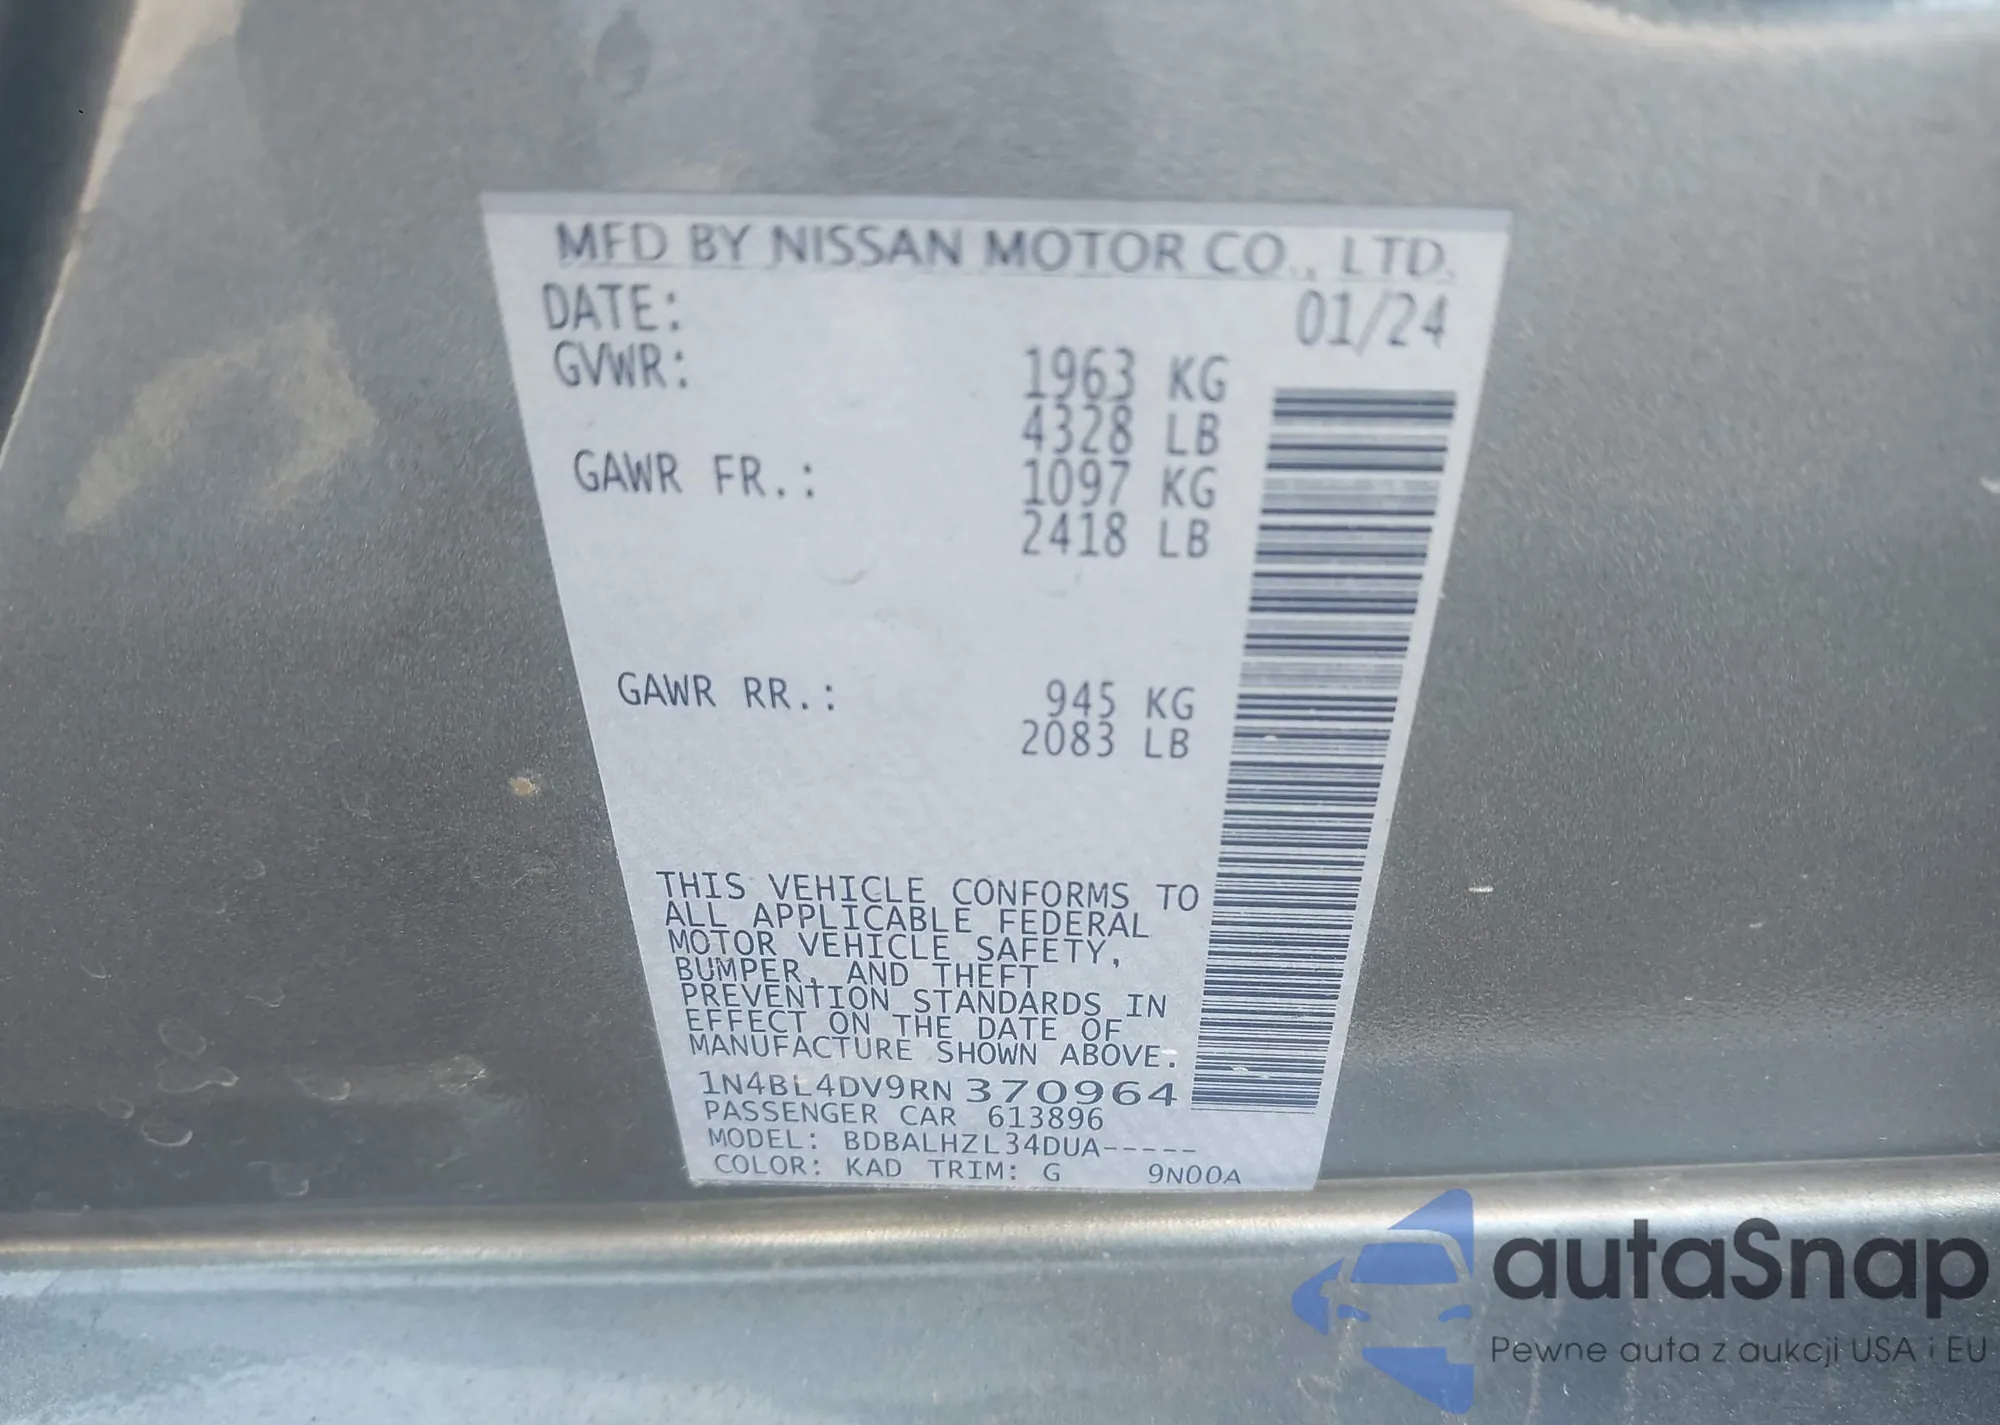 MFD BY NISSAN MOTOR CO., LTD.
DATE: 01/24
GVWR: 1963 KG
4328 LB
GAWR FR.: 1097 KG
2418 LB
GAWR RR.: 945 KG
2083 LB
THIS VEHICLE CONFORMS TO
ALL APPLICABLE FEDERAL
MOTOR VEHICLE SAFETY,
BUMPER, AND THEFT
PREVENTION STANDARDS IN
EFFECT ON THE DATE OF
MANUFACTURE SHOWN ABOVE.
1N4BL4DV9RN370964
PASSENGER CAR 613896
MODEL: BDBALHZL34DUA-----
COLOR: KAD TRIM: G 9N00A
autaSnap
Pewne auta z aukcji USA i EU